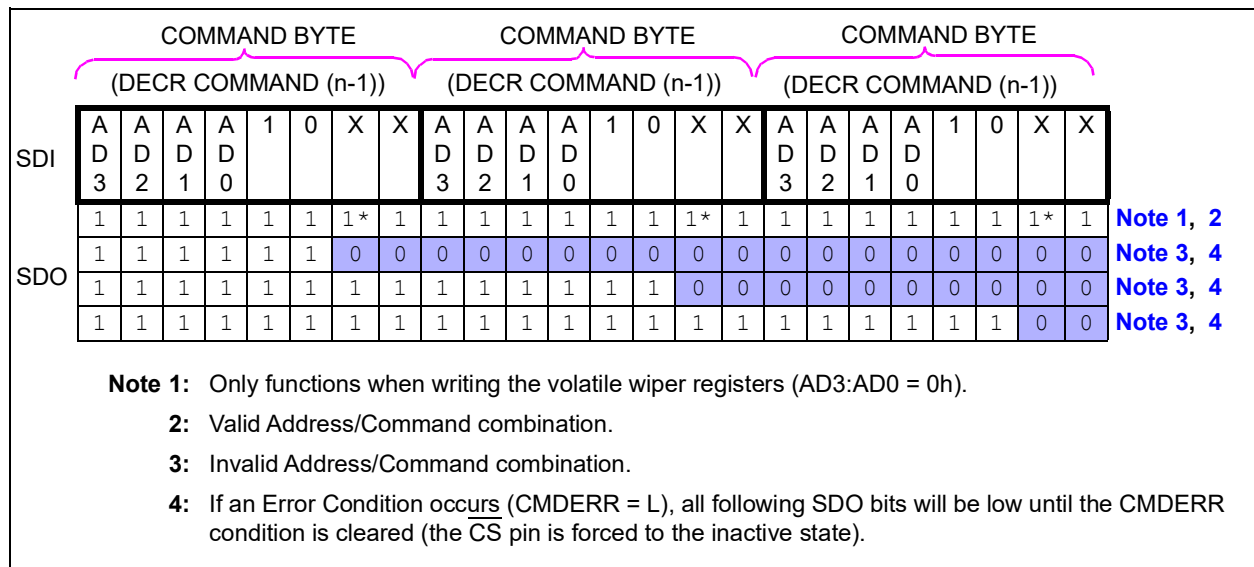 COMMAND BYTE COMMAND BYTE COMMAND BYTE
(DECR COMMAND (n-1)) (DECR COMMAND (n-1)) (DECR COMMAND (n-1))
SDI
A A A A 1 0 X X A A A A 1 0 X X A A A A 1 0 X X
D D D D D D D D D D D D
3 2 1 0 3 2 1 0 3 2 1 0
SDO
1 1 1 1 1 1 1* 1 1 1 1 1 1 1 1* 1 1 1 1 1 1 1 1* 1 Note 1, 2
1 1 1 1 1 1 0 0 0 0 0 0 0 0 0 0 0 0 0 0 0 0 0 0 Note 3, 4
1 1 1 1 1 1 1 1 1 1 1 1 1 1 0 0 0 0 0 0 0 0 0 0 Note 3, 4
1 1 1 1 1 1 1 1 1 1 1 1 1 1 1 1 1 1 1 1 1 1 0 0 Note 3, 4
Note 1: Only functions when writing the volatile wiper registers (AD3:AD0 = 0h).
2: Valid Address/Command combination.
3: Invalid Address/Command combination.
4: If an Error Condition occurs (CMDERR = L), all following SDO bits will be low until the CMDERR
condition is cleared (the CS pin is forced to the inactive state).